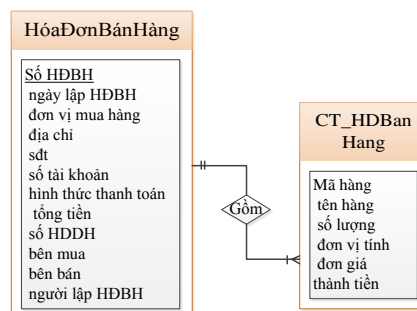 HóaĐơnBánHàng
Số HĐBH
ngày lập HĐBH
đơn vị mua hàng
địa chỉ
sđt
số tài khoản
hình thức thanh toán
tổng tiền
số HDDH
bên mua
bên bán
người lập HĐBH
Gồm
CT_HDBan
Hang
Mã hàng
tên hàng
số lượng
đơn vị tính
đơn giá
thành tiền